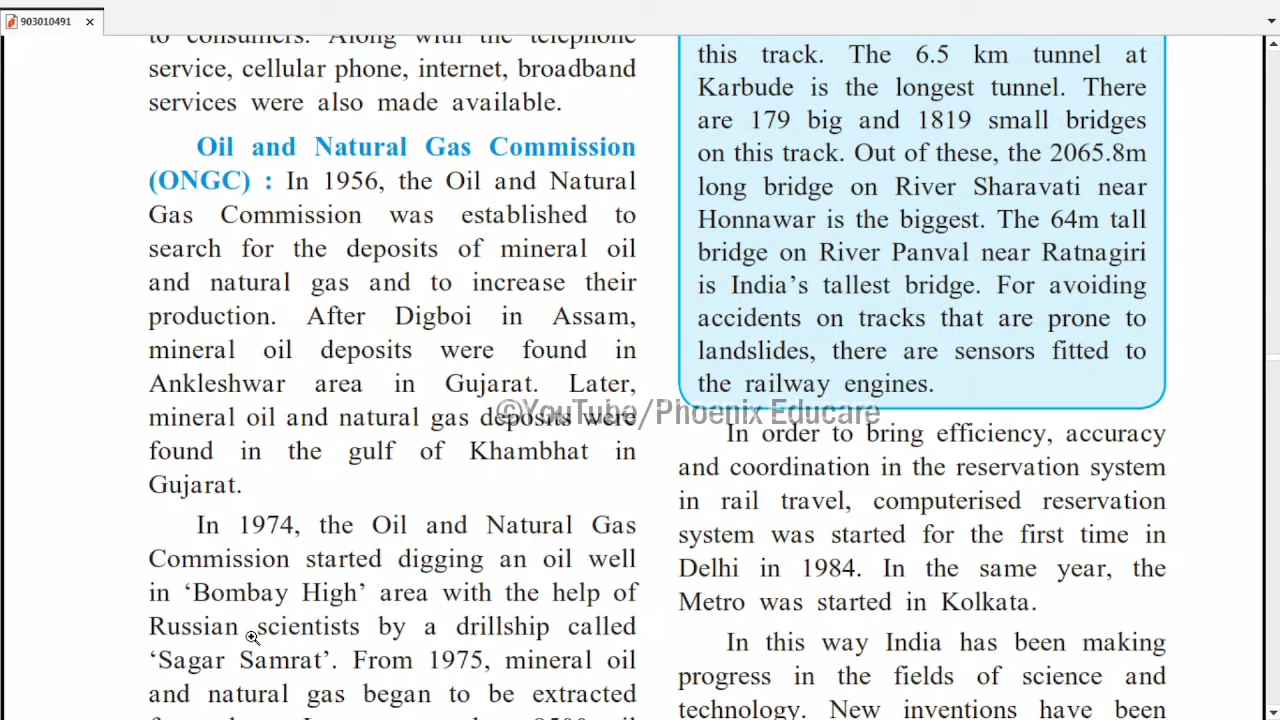 903010491
to consumers. Along with the telephone
service, cellular phone, internet, broadband
services were also made available.
Oil and Natural Gas Commission
(ONGC) : In 1956, the Oil and Natural
Gas Commission was established to
search for the deposits of mineral oil
and natural gas and to increase their
production. After Digboi in Assam,
mineral oil deposits were found in
Ankleshwar area in Gujarat. Later,
mineral oil and natural gas deposits were
found in the gulf of Khambhat in
Gujarat.
In 1974, the Oil and Natural Gas
Commission started digging an oil well
in ‘Bombay High’ area with the help of
Russian scientists by a drillship called
‘Sagar Samrat’. From 1975, mineral oil
and natural gas began to be extracted
this track. The 6.5 km tunnel at
Karbude is the longest tunnel. There
are 179 big and 1819 small bridges
on this track. Out of these, the 2065.8m
long bridge on River Sharavati near
Honnawar is the biggest. The 64m tall
bridge on River Panval near Ratnagiri
is India’s tallest bridge. For avoiding
accidents on tracks that are prone to
landslides, there are sensors fitted to
the railway engines.
©YouTube/Phoenix Educare
In order to bring efficiency, accuracy
and coordination in the reservation system
in rail travel, computerised reservation
system was started for the first time in
Delhi in 1984. In the same year, the
Metro was started in Kolkata.
In this way India has been making
progress in the fields of science and
technology. New inventions have been